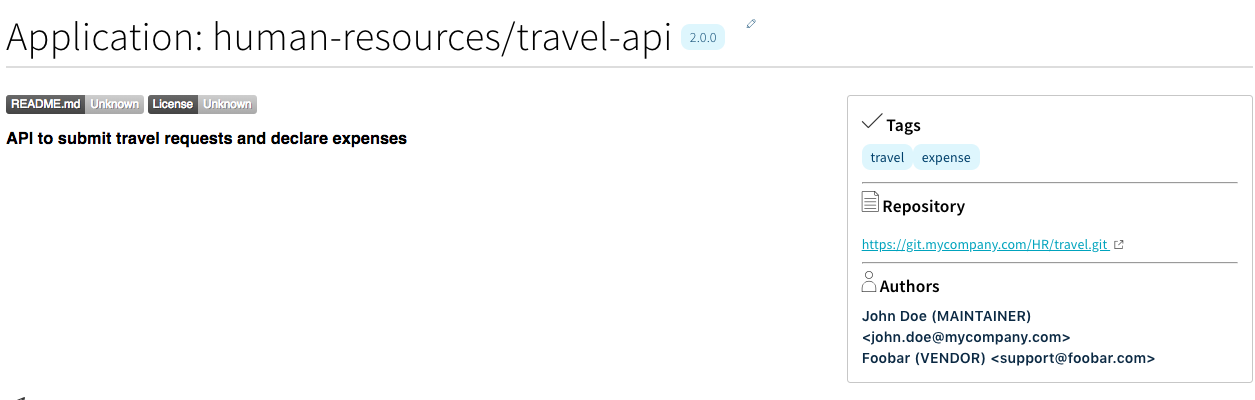 Application: human-resources/travel-api 2.0.0
README.md Unknown License Unknown
API to submit travel requests and declare expenses
Tags
travel expense
Repository
https://git.mycompany.com/HR/travel.git
Authors
John Doe (MAINTAINER)
<john.doe@mycompany.com>
Foobar (VENDOR) <support@foobar.com>